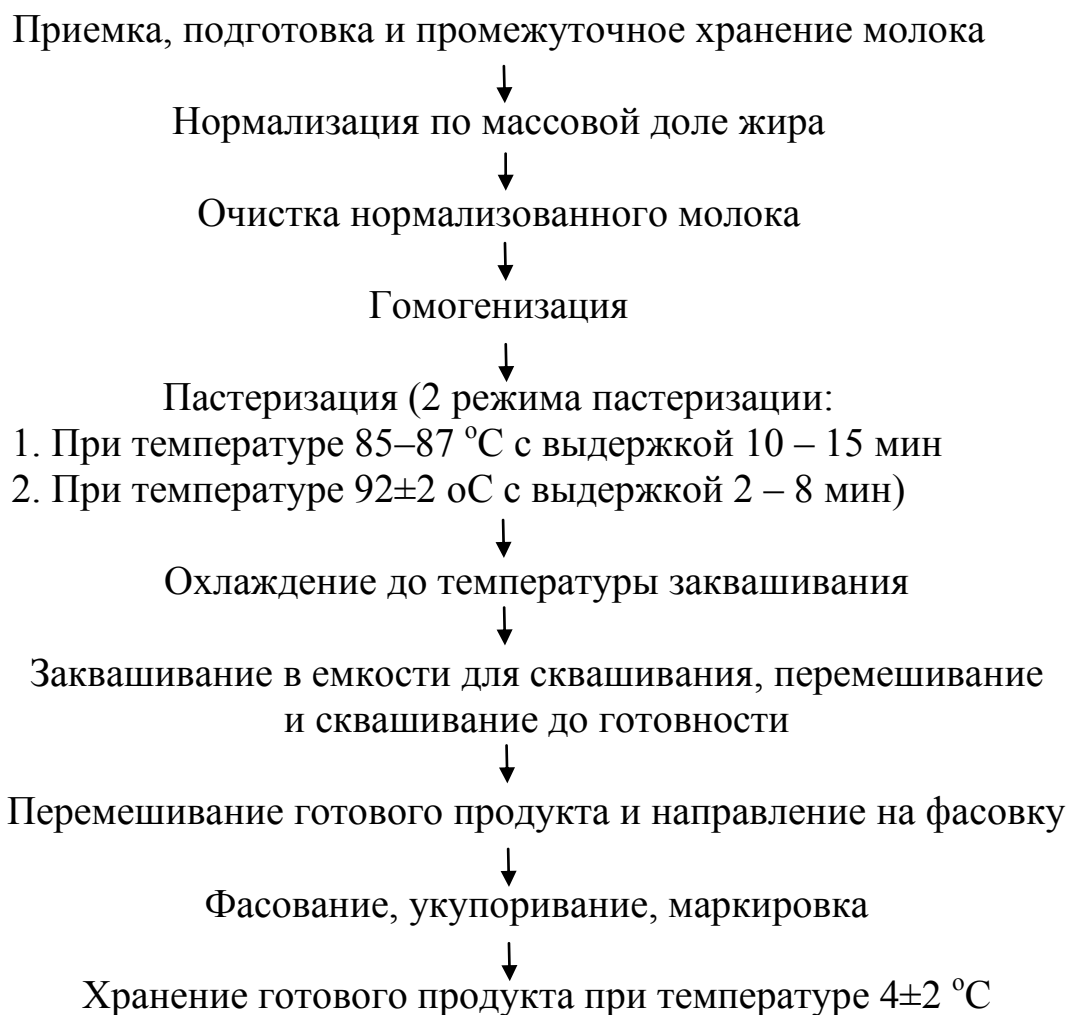 Приемка, подготовка и промежуточное хранение молока
Нормализация по массовой доле жира
Очистка нормализованного молока
Гомогенизация
Пастеризация (2 режима пастеризации:
1. При температуре 85–87 °С с выдержкой 10 – 15 мин
2. При температуре 92±2 оС с выдержкой 2 – 8 мин)
Охлаждение до температуры заквашивания
Заквашивание в емкости для сквашивания, перемешивание
и сквашивание до готовности
Перемешивание готового продукта и направление на фасовку
Фасование, укупоривание, маркировка
Хранение готового продукта при температуре 4±2 °С